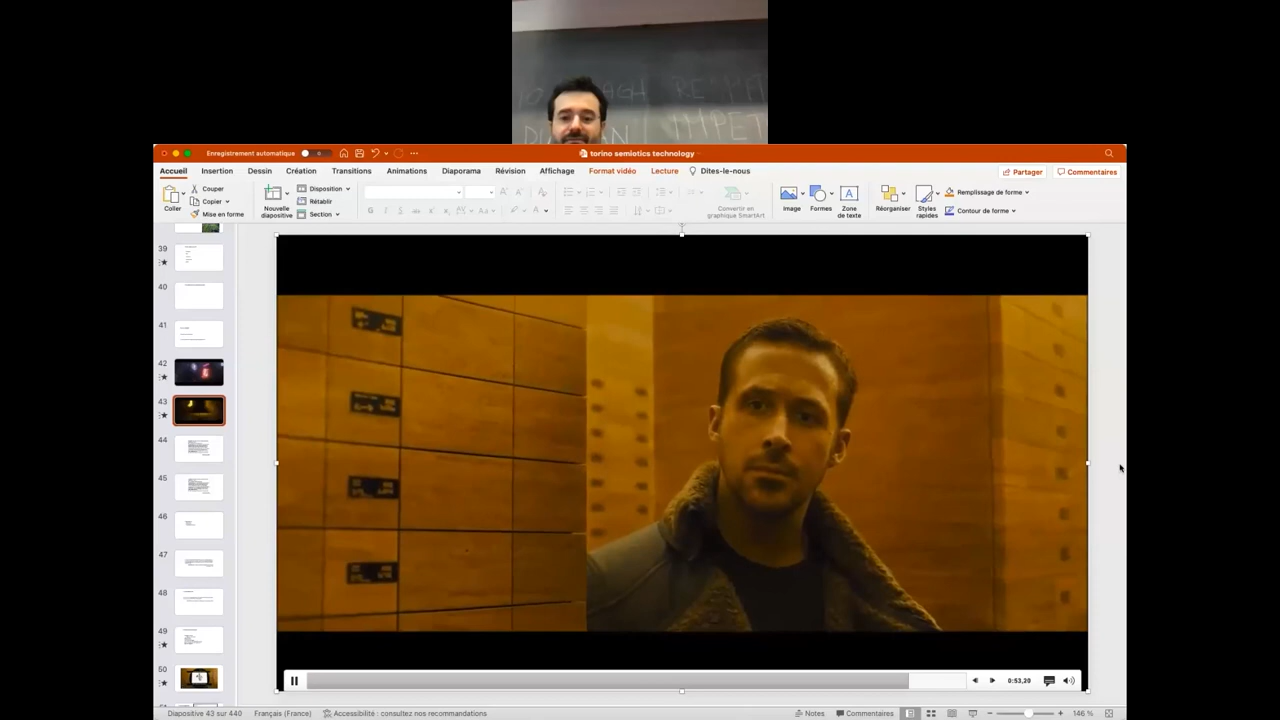 IMPET
Enregistrement automatique
torino semiotics technology
Accueil Insertion Dessin Création Transitions Animations Diaporama Révision Affichage Format vidéo Lecture Dites-le-nous Partager Commentaires
Coller
Couper
Copier
Mise en forme
Nouvelle diapositive
Disposition
Rétablir
Section
Convertir en graphique SmartArt
Image
Formes
Zone de texte
Réorganiser
Styles rapides
Remplissage de forme
Contour de forme
39
40
41
42
43
44
45
46
47
48
49
50
0:53,20
Diapositive 43 sur 440 Français (France) Accessibilité : consultez nos recommandations Notes Commentaires 146 %